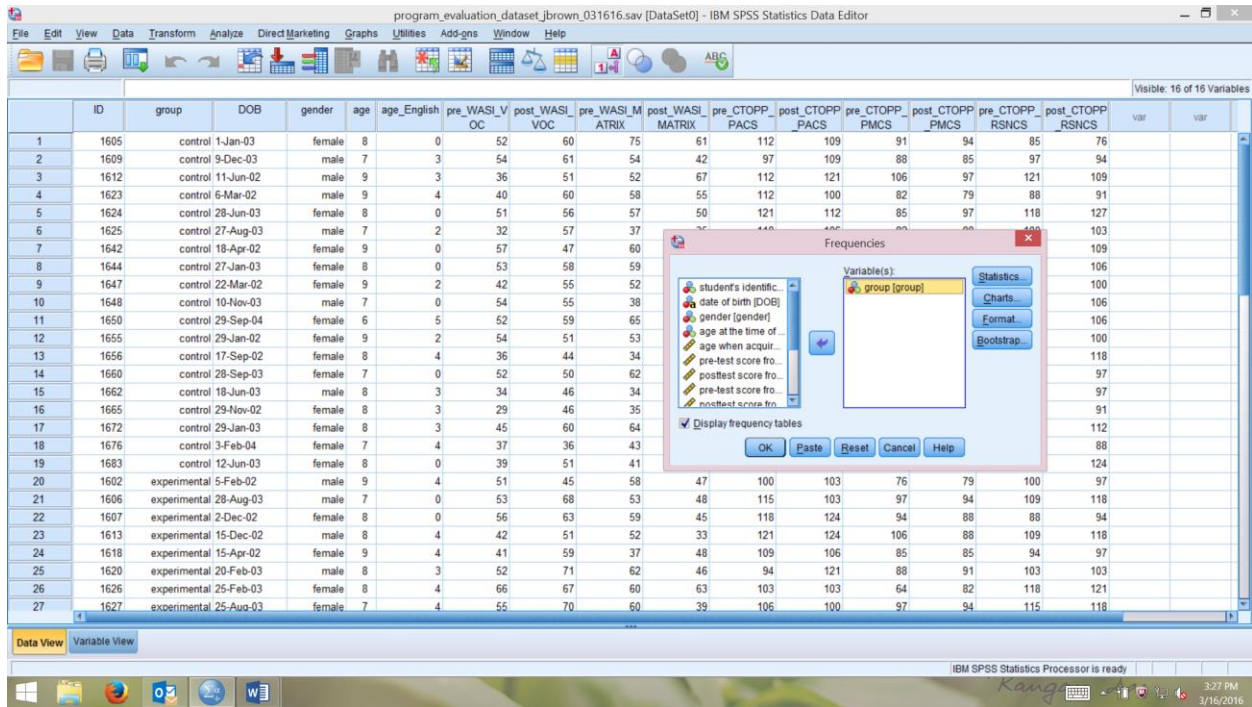 program_evaluation_dataset_jbrown_031616.sav [DataSet0] - IBM SPSS Statistics Data Editor
File Edit View Data Transform Analyze Direct Marketing Graphs Utilities Add-ons Window Help
Visible: 16 of 16 Variables
ID group DOB gender age age_English pre_WASI_VOC post_WASI_VOC pre_WASI_MATRIX post_WASI_MATRIX pre_CTOPP_PACS post_CTOPP_PACS pre_CTOPP_PMCS post_CTOPP_PMCS pre_CTOPP_RSNCS post_CTOPP_RSNCS var var
1 1605 control 1-Jan-03 female 8 0 52 60 75 61 112 109 91 94 85 76
2 1609 control 9-Dec-03 male 7 3 54 61 54 42 97 109 88 85 97 94
3 1612 control 11-Jun-02 male 9 3 36 51 52 67 112 121 106 97 121 109
4 1623 control 6-Mar-02 male 9 4 40 60 58 55 112 100 82 79 88 91
5 1624 control 28-Jun-03 female 8 0 51 56 57 50 121 112 85 97 118 127
6 1625 control 27-Aug-03 male 7 2 32 57 37 103
7 1642 control 18-Apr-02 female 9 0 57 47 60 109
8 1644 control 27-Jan-03 female 8 0 53 58 59 106
9 1647 control 22-Mar-02 female 9 2 42 55 52 100
10 1648 control 10-Nov-03 male 7 0 54 55 38 106
11 1650 control 29-Sep-04 female 6 5 52 59 65 106
12 1655 control 29-Jan-02 female 9 2 54 51 53 100
13 1656 control 17-Sep-02 female 8 4 36 44 34 118
14 1660 control 28-Sep-03 female 7 0 52 50 62 97
15 1662 control 18-Jun-03 male 8 3 34 46 34 97
16 1665 control 29-Nov-02 female 8 3 29 46 35 91
17 1672 control 29-Jan-03 female 8 3 45 60 64 112
18 1676 control 3-Feb-04 female 7 4 37 36 43 88
19 1683 control 12-Jun-03 female 8 0 39 51 41 124
20 1602 experimental 5-Feb-02 male 9 4 51 45 58 47 100 103 76 79 100 97
21 1606 experimental 28-Aug-03 male 7 0 53 68 53 48 115 103 97 94 109 118
22 1607 experimental 2-Dec-02 female 8 0 56 63 59 45 118 124 94 88 88 94
23 1613 experimental 15-Dec-02 male 8 4 42 51 52 33 121 124 106 88 109 118
24 1618 experimental 15-Apr-02 female 9 4 41 59 37 48 109 106 85 85 94 97
25 1620 experimental 20-Feb-03 male 8 3 52 71 62 46 94 121 88 91 103 103
26 1626 experimental 25-Feb-03 female 8 4 66 67 60 63 103 103 64 82 118 121
27 1627 experimental 25-Aug-03 female 7 4 55 70 60 39 106 100 97 94 115 118
Frequencies
Variable(s):
student's identific...
date of birth [DOB]
gender [gender]
age at the time of ...
age when acquir...
pre-test score fro...
posttest score fro...
pre-test score fro...
posttest score fro...
group [group]
Statistics...
Charts...
Format...
Bootstrap...
Display frequency tables
OK Paste Reset Cancel Help
Data View Variable View
IBM SPSS Statistics Processor is ready
3:27 PM
3/16/2016